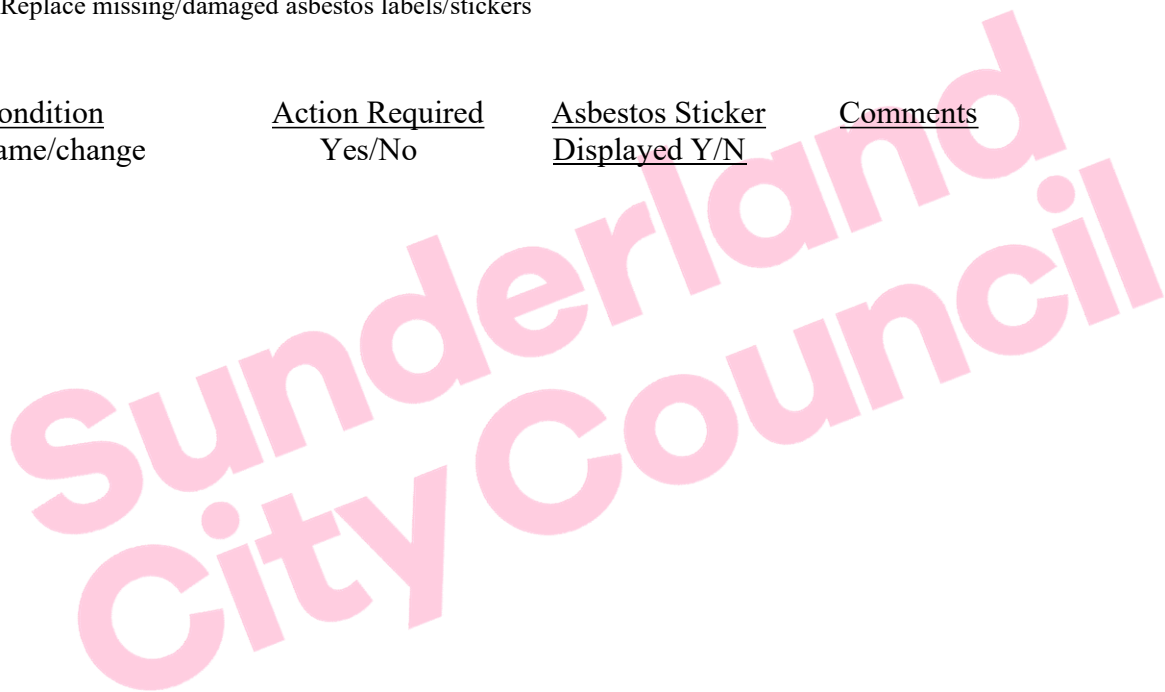 Replace missing/damaged asbestos labels/stickers
ondition Action Required Asbestos Sticker Comments
ame/change Yes/No Displayed Y/N
Sunderland
City Council